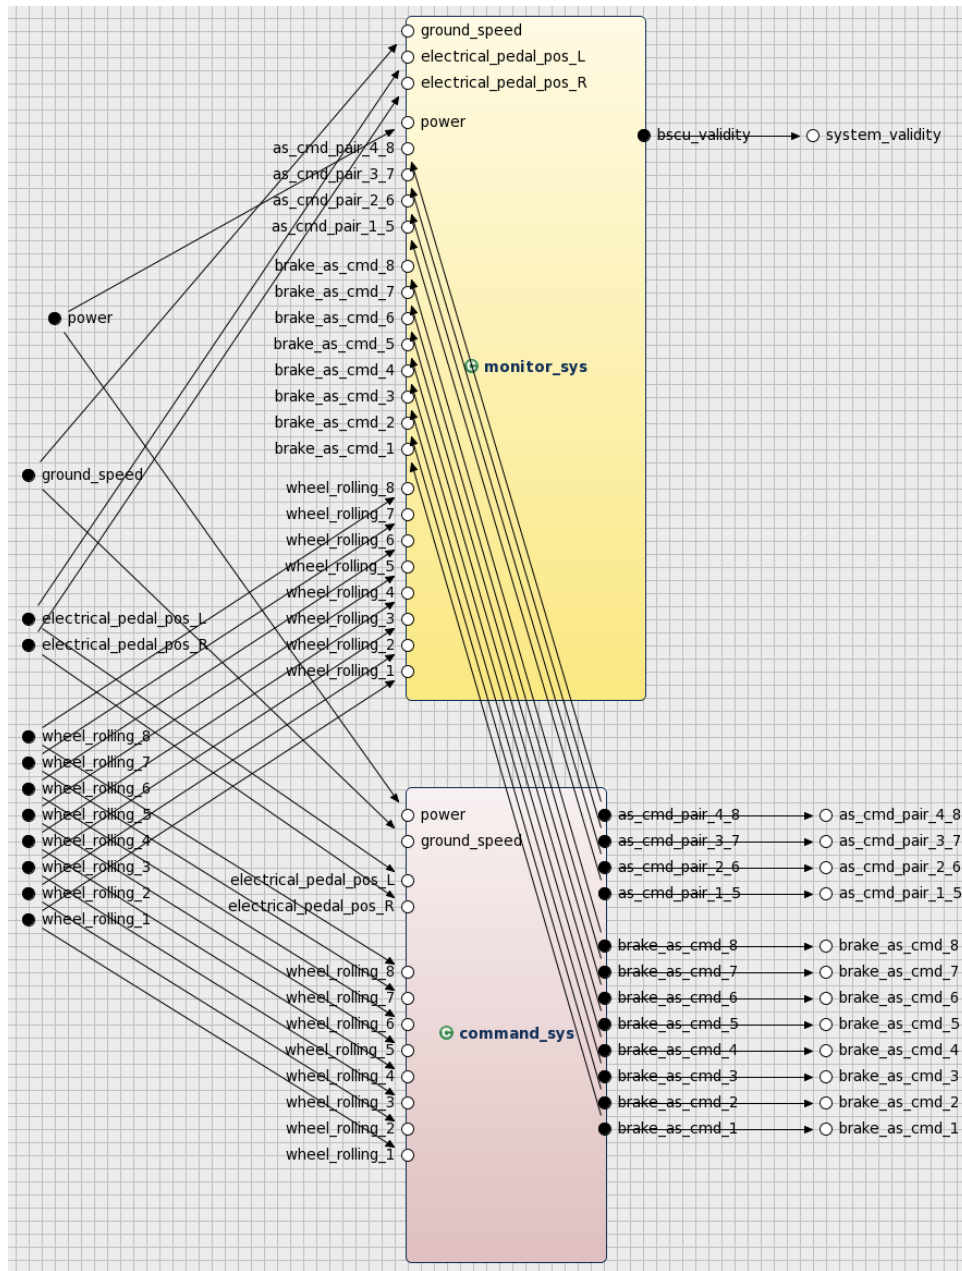 ground_speed
electrical_pedal_pos_L
electrical_pedal_pos_R
power
as_cmd_pair_4_8
as_cmd_pair_3_7
as_cmd_pair_2_6
as_cmd_pair_1_5
brake_as_cmd_8
brake_as_cmd_7
brake_as_cmd_6
brake_as_cmd_5
brake_as_cmd_4
brake_as_cmd_3
brake_as_cmd_2
brake_as_cmd_1
wheel_rolling_8
wheel_rolling_7
wheel_rolling_6
wheel_rolling_5
wheel_rolling_4
wheel_rolling_3
wheel_rolling_2
wheel_rolling_1
C monitor_sys
bscu_validity
system_validity
power
ground_speed
electrical_pedal_pos_L
electrical_pedal_pos_R
wheel_rolling_8
wheel_rolling_7
wheel_rolling_6
wheel_rolling_5
wheel_rolling_4
wheel_rolling_3
wheel_rolling_2
wheel_rolling_1
power
ground_speed
electrical_pedal_pos_L
electrical_pedal_pos_R
wheel_rolling_8
wheel_rolling_7
wheel_rolling_6
wheel_rolling_5
wheel_rolling_4
wheel_rolling_3
wheel_rolling_2
wheel_rolling_1
C command_sys
as_cmd_pair_4_8
as_cmd_pair_3_7
as_cmd_pair_2_6
as_cmd_pair_1_5
brake_as_cmd_8
brake_as_cmd_7
brake_as_cmd_6
brake_as_cmd_5
brake_as_cmd_4
brake_as_cmd_3
brake_as_cmd_2
brake_as_cmd_1
as_cmd_pair_4_8
as_cmd_pair_3_7
as_cmd_pair_2_6
as_cmd_pair_1_5
brake_as_cmd_8
brake_as_cmd_7
brake_as_cmd_6
brake_as_cmd_5
brake_as_cmd_4
brake_as_cmd_3
brake_as_cmd_2
brake_as_cmd_1